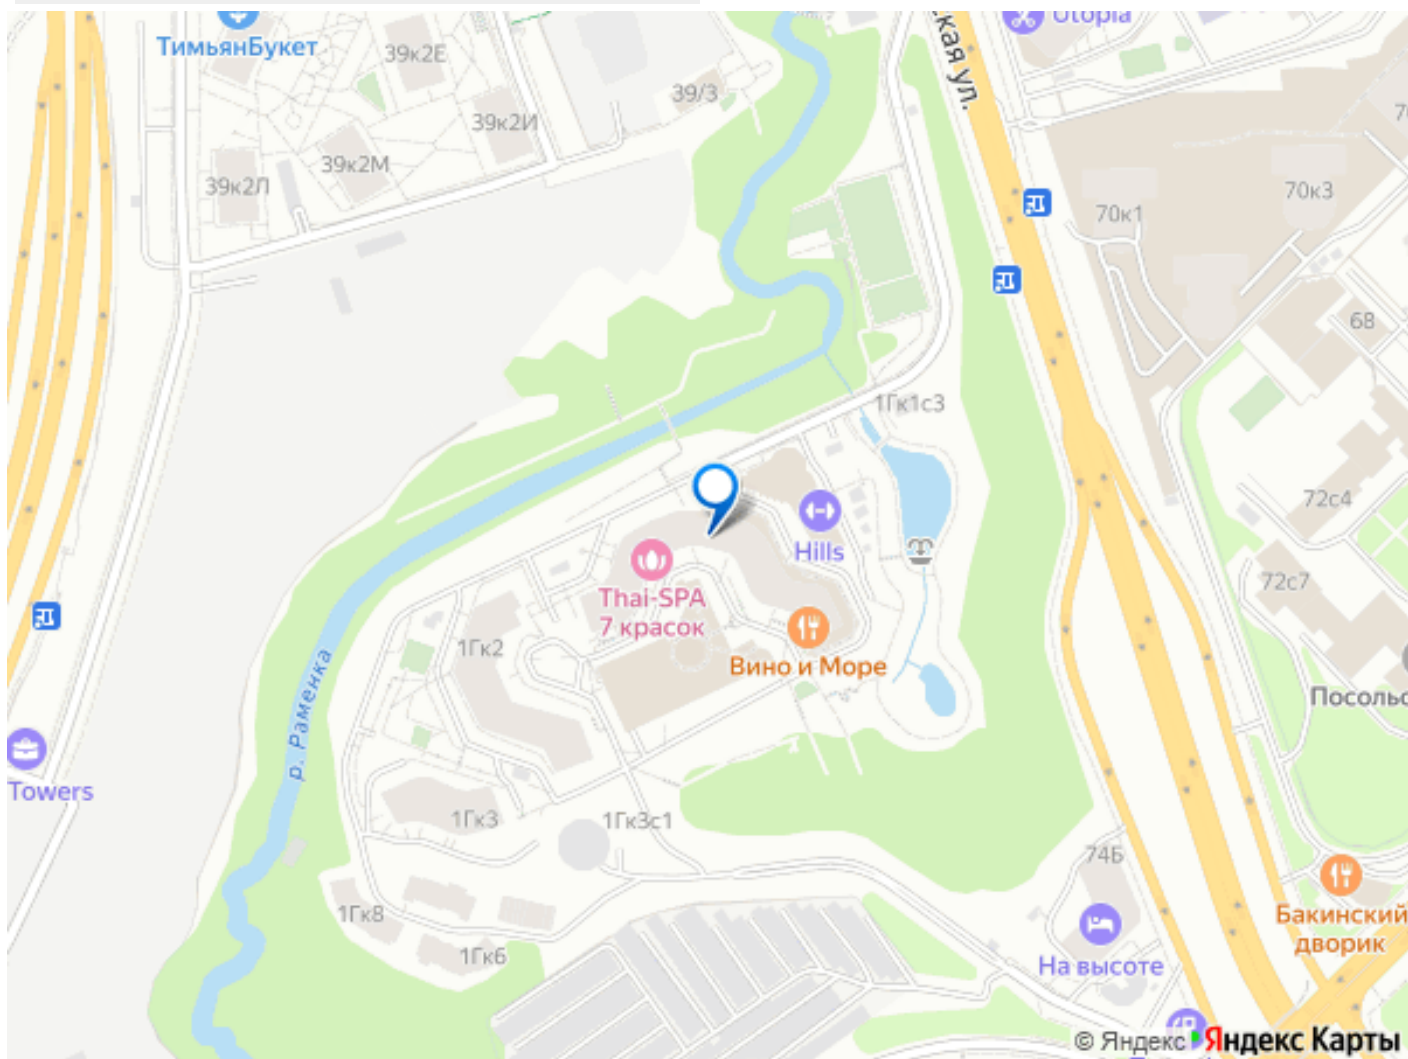 ТимьянБукет
39к2Е
39к2И
39к2М
39к2Л
39/3
ская ул.
Utopia
70к3
70к1
68
1Гк1с3
72с4
Hills
72с7
Thai-SPA
7 красок
Вино и Море
1Гк2
р. Раменка
Посольс
Towers
1Гк3
1Гк3с1
74Б
1Гк8
1Гк6
Бакинский
дворик
На высоте
© Яндекс Яндекс Карты